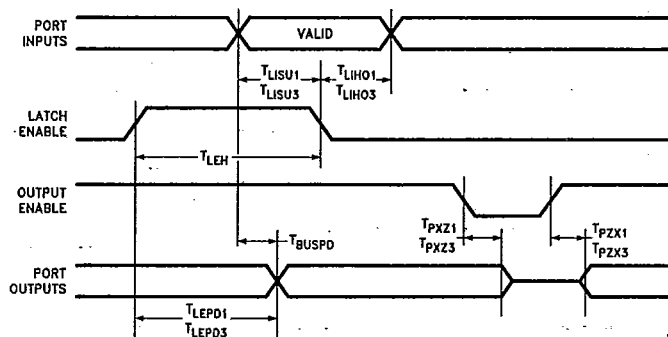 PORT
INPUTS
VALID
TLISU1
TLISU3
TLIHO1
TLIHO3
LATCH
ENABLE
TLEH
OUTPUT
ENABLE
TPXZ1
TPXZ3
TPZX1
TPZX3
TBUSPD
PORT
OUTPUTS
TLEPD1
TLEPD3